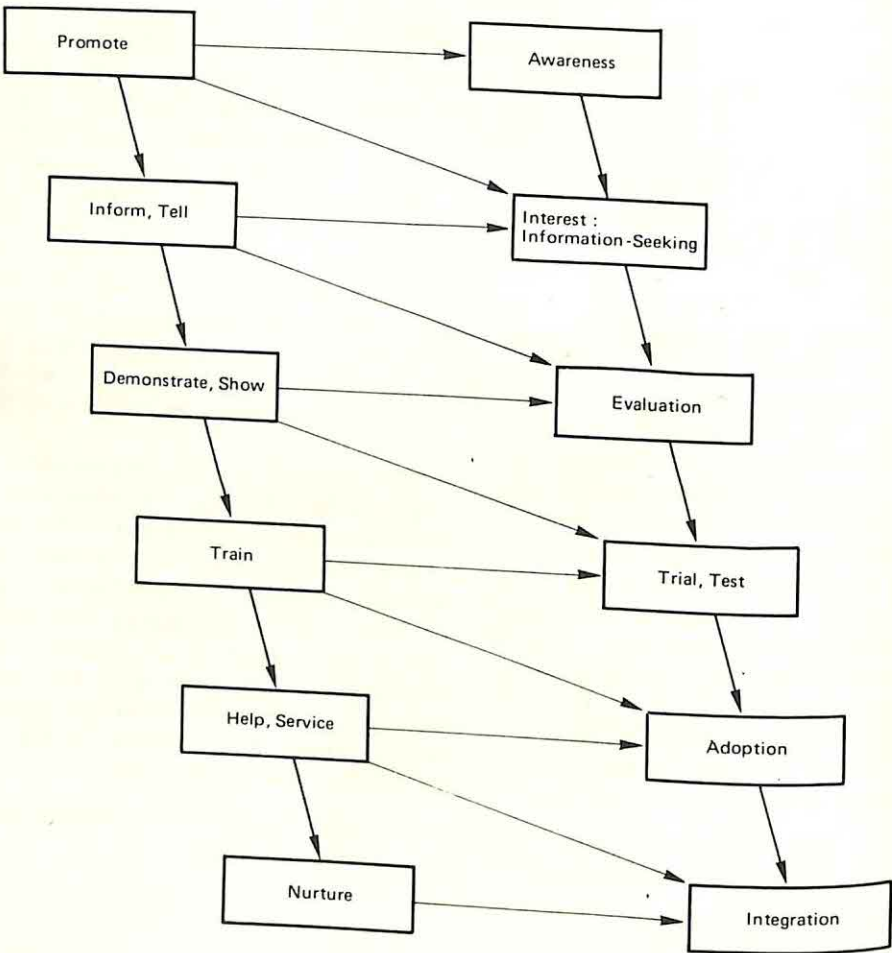 Promote
Awareness
Inform, Tell
Interest :
Information-Seeking
Demonstrate, Show
Evaluation
Train
Trial, Test
Help, Service
Adoption
Nurture
Integration